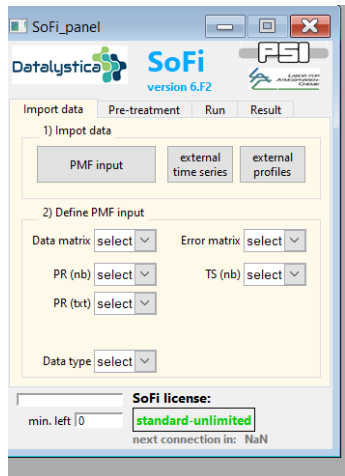 SoFi_panel
Datalystica
SoFi
version 6.F2
PSI
LABOR FÜR
ATMOSPHÄREN-
CHEMIE
Import data Pre-treatment Run Result
1) Impot data
PMF input
external time series
external profiles
2) Define PMF input
Data matrix select Error matrix select
PR (nb) select TS (nb) select
PR (txt) select
Data type select
SoFi license:
min. left 0 standard-unlimited
next connection in: NaN